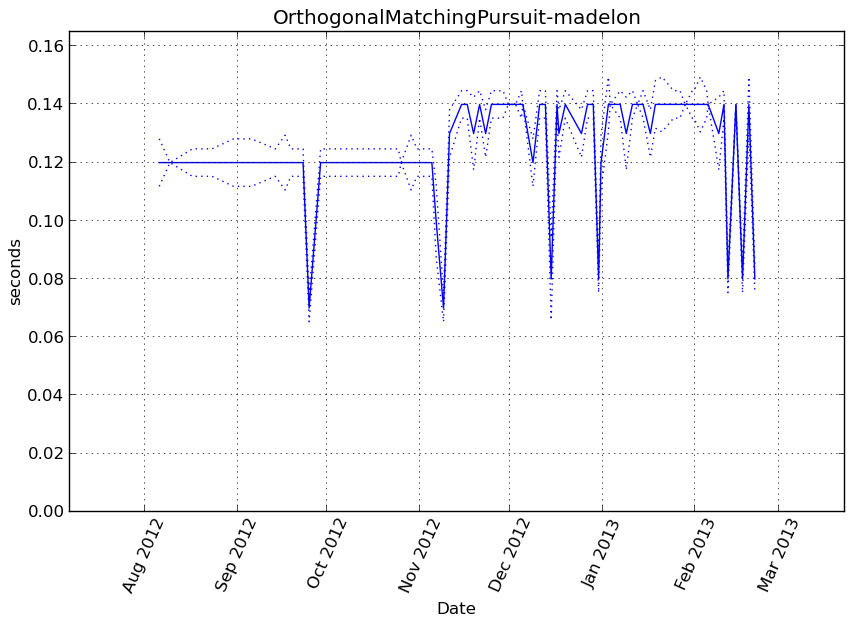 OrthogonalMatchingPursuit-madelon
0.16
0.14
0.12
0.10
0.08
0.06
0.04
0.02
0.00
seconds
Aug 2012
Sep 2012
Oct 2012
Nov 2012
Dec 2012
Jan 2013
Feb 2013
Mar 2013
Date